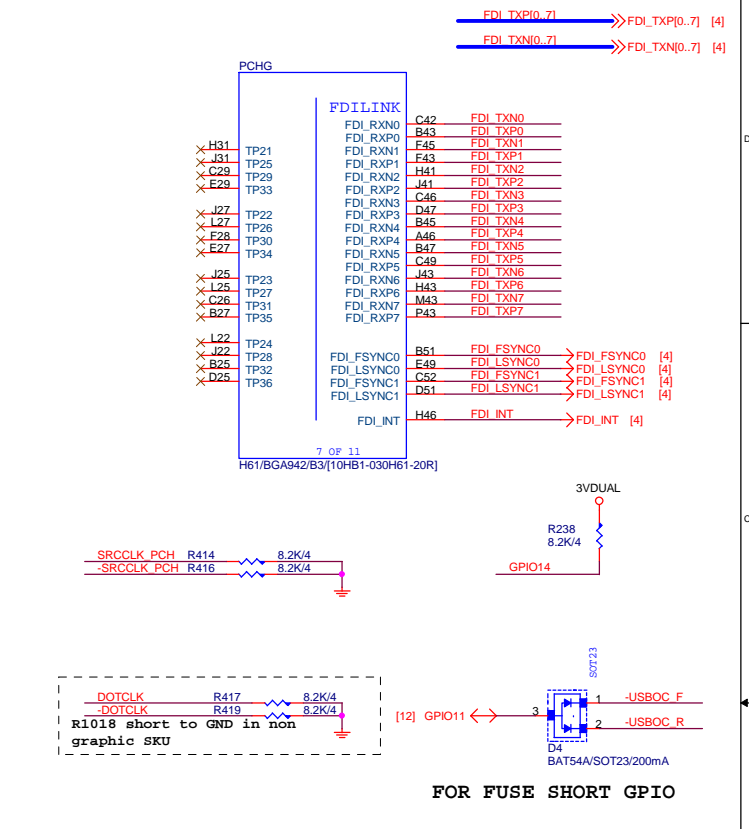 FDI_TXP[0..7] FDI_TXP[0..7] [4]
FDI_TXN[0..7] FDI_TXN[0..7] [4]
PCHG
FDILINK
FDI_RXN0 C42 FDI_TXN0
FDI_RXP0 B43 FDI_TXP0
H31 TP21 FDI_RXN1 F45 FDI_TXN1
J31 TP25 FDI_RXP1 F43 FDI_TXP1
C29 TP29 FDI_RXN2 H41 FDI_TXN2
E29 TP33 FDI_RXP2 J41 FDI_TXP2
FDI_RXN3 C46 FDI_TXN3
J27 TP22 FDI_RXP3 D47 FDI_TXP3
L27 TP26 FDI_RXN4 B45 FDI_TXN4
F28 TP30 FDI_RXP4 A46 FDI_TXP4
E27 TP34 FDI_RXN5 B47 FDI_TXN5
FDI_RXP5 C49 FDI_TXP5
J25 TP23 FDI_RXN6 J43 FDI_TXN6
L25 TP27 FDI_RXP6 H43 FDI_TXP6
C26 TP31 FDI_RXN7 M43 FDI_TXN7
B27 TP35 FDI_RXP7 P43 FDI_TXP7
L22 TP24
J22 TP28 FDI_FSYNC0 B51 FDI_FSYNC0 FDI_FSYNC0 [4]
B25 TP32 FDI_LSYNC0 E49 FDI_LSYNC0 FDI_LSYNC0 [4]
D25 TP36 FDI_FSYNC1 C52 FDI_FSYNC1 FDI_FSYNC1 [4]
FDI_LSYNC1 D51 FDI_LSYNC1 FDI_LSYNC1 [4]
FDI_INT H46 FDI_INT FDI_INT [4]
7 OF 11
H61/BGA942/B3/[10HB1-030H61-20R]
3VDUAL
R238
8.2K/4
SRCCLK_PCH R414 8.2K/4
-SRCCLK_PCH R416 8.2K/4
GPIO14
SOT23
DOTCLK R417 8.2K/4
-DOTCLK R419 8.2K/4
R1018 short to GND in non
graphic SKU
[12] GPIO11 3
1 -USBOC_F
2 -USBOC_R
D4
BAT54A/SOT23/200mA
FOR FUSE SHORT GPIO
D
C